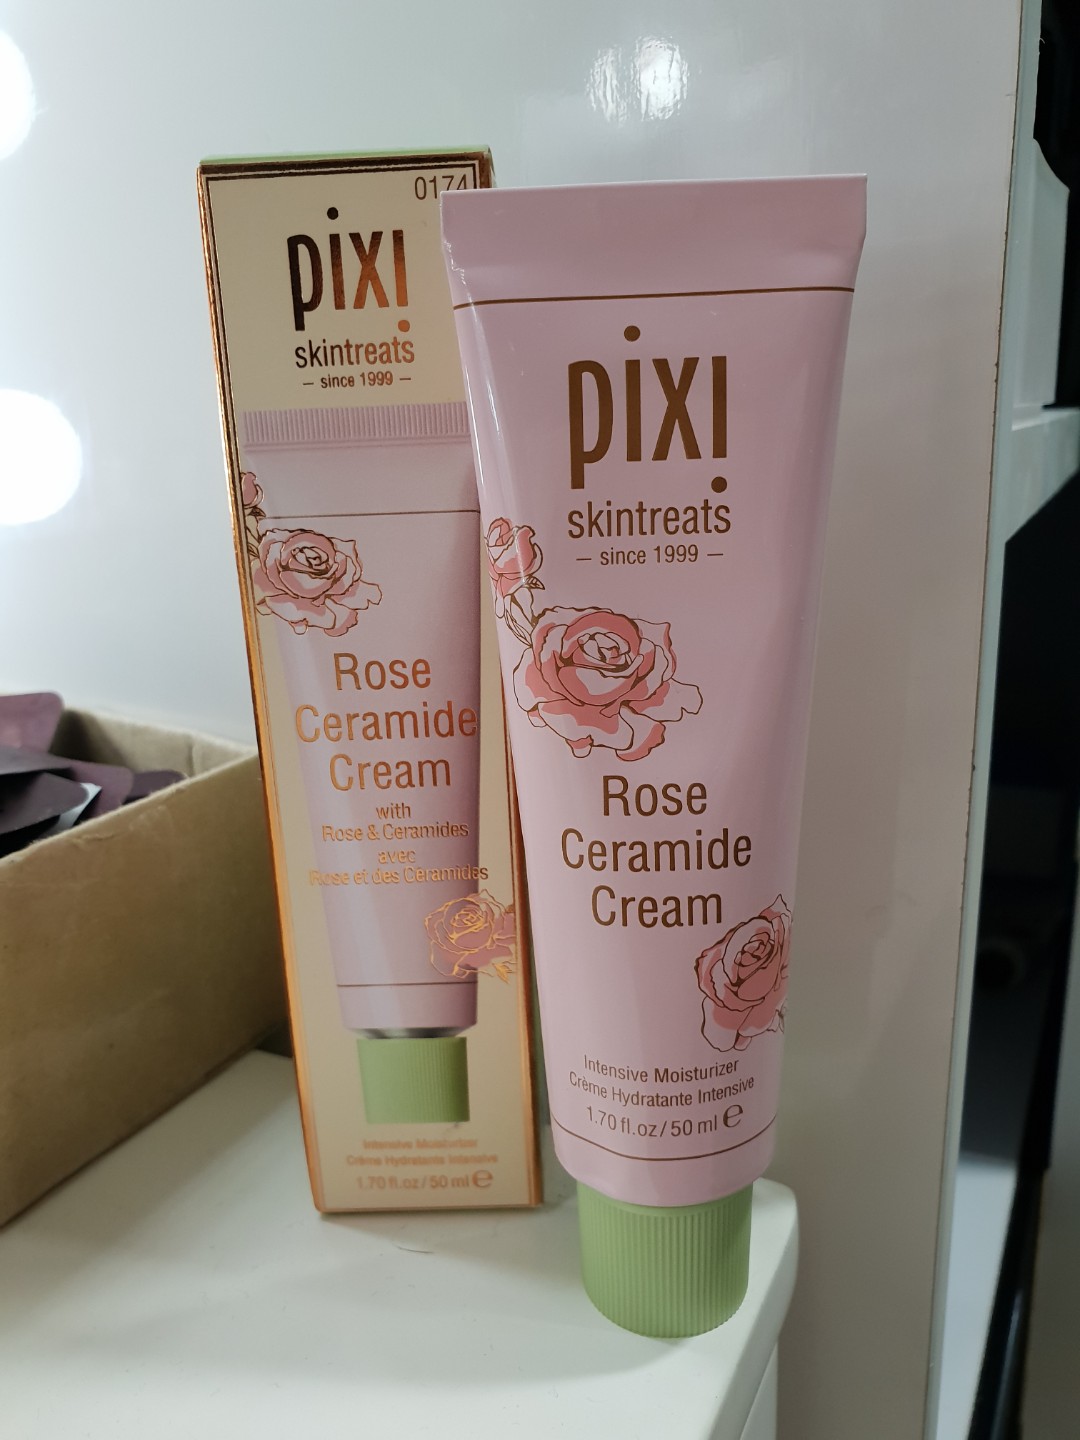 0174
pixi
skintreats
– since 1999 –
Rose
Ceramide
Cream
with
Rose & Ceramides
avec
Rose et des Céramides
Intensive Moisturizer
Crème Hydratante Intensive
1.70 fl.oz / 50 ml ℮
pixi
skintreats
– since 1999 –
Rose
Ceramide
Cream
Intensive Moisturizer
Crème Hydratante Intensive
1.70 fl.oz / 50 ml ℮